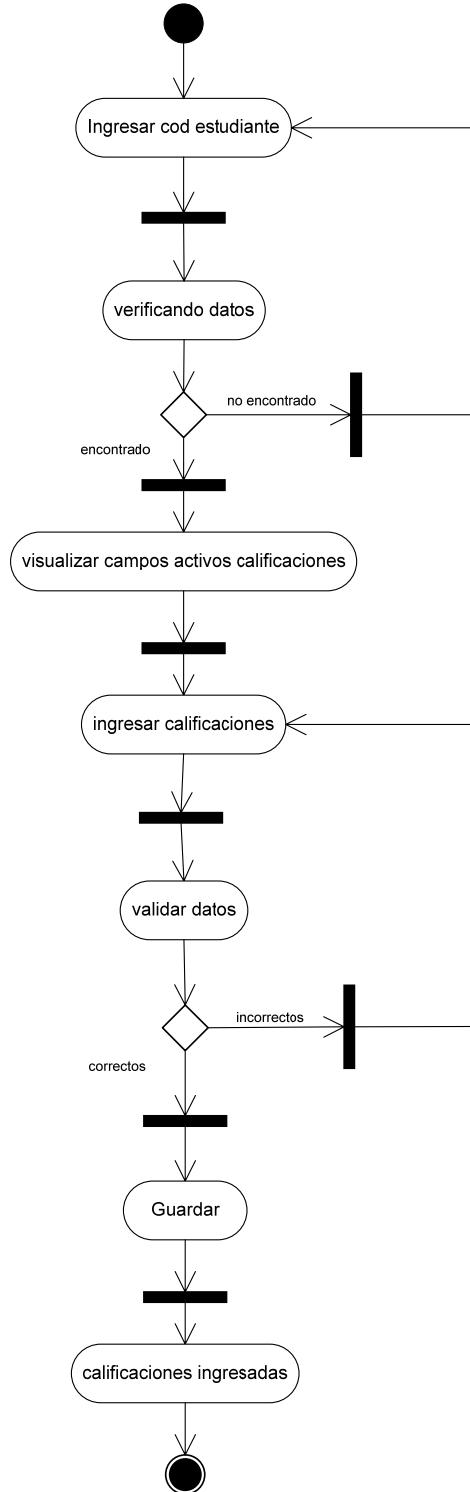 Ingresar cod estudiante
verificando datos
no encontrado
encontrado
visualizar campos activos calificaciones
ingresar calificaciones
validar datos
incorrectos
correctos
Guardar
calificaciones ingresadas